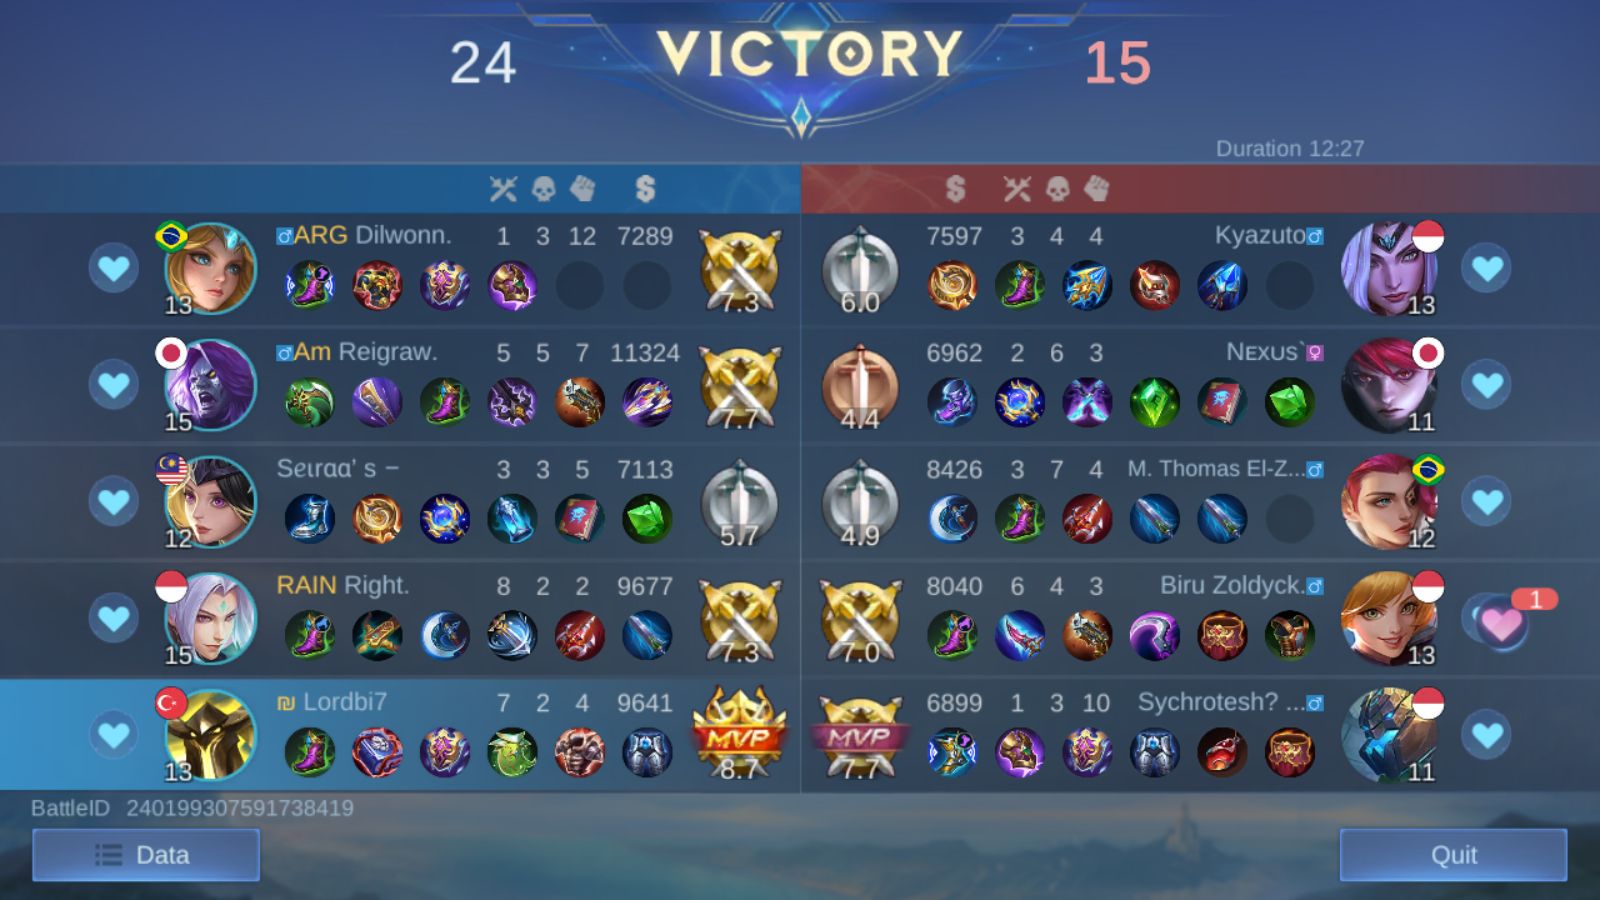 24 VICTORY 15
Duration 12:27
ARG Dilwonn. 1 3 12 7289
13 7.3
6.0 7597 3 4 4 Kyazuto
13
Am Reigraw. 5 5 7 11324
15 7.7
4.4 6962 2 6 3 Nᴇxus`
11
Seιraa' s – 3 3 5 7113
12 5.7
4.9 8426 3 7 4 M. Thomas El-Z...
12
RAIN Right. 8 2 2 9677
15 7.3
7.0 8040 6 4 3 Biru Zoldyck.
13 1
₪ Lordbi7 7 2 4 9641
13 MVP 8.7
MVP 7.7 6899 1 3 10 Sychrotesh? ...
11
BattleID 240199307591738419
Data
Quit